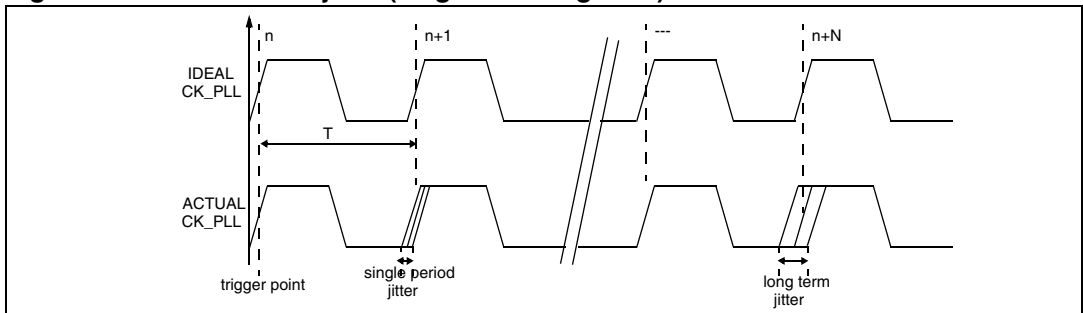 n
n+1
---
n+N
IDEAL
CK_PLL
T
ACTUAL
CK_PLL
trigger point
single period
jitter
long term
jitter